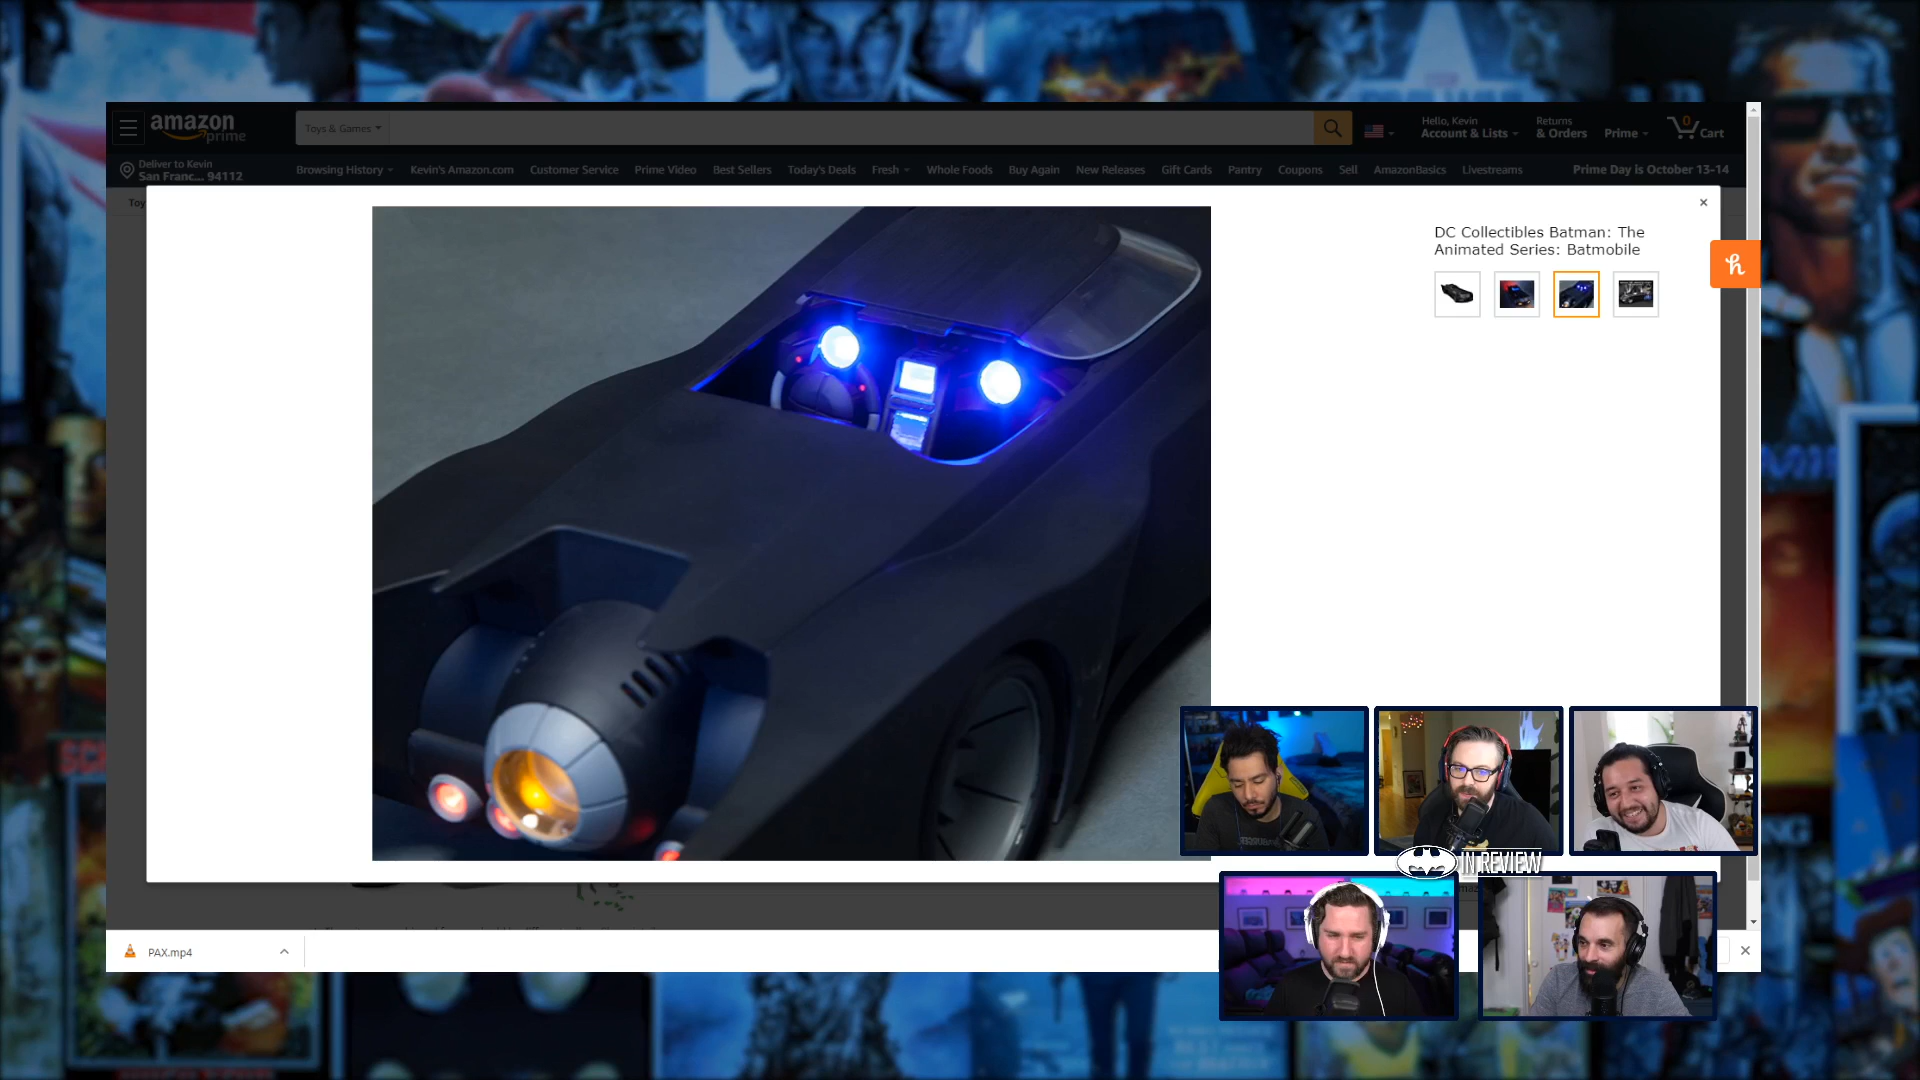 amazon
prime
Toys & Games
Hello, Kevin
Account & Lists
Returns
& Orders
Prime
0
Cart
Deliver to Kevin
San Franc... 94112
Browsing History
Kevin's Amazon.com
Customer Service
Prime Video
Best Sellers
Today's Deals
Fresh
Whole Foods
Buy Again
New Releases
Gift Cards
Pantry
Coupons
Sell
AmazonBasics
Livestreams
Prime Day is October 13-14
Toy
DC Collectibles Batman: The
Animated Series: Batmobile
h
IN REVIEW
PAX.mp4